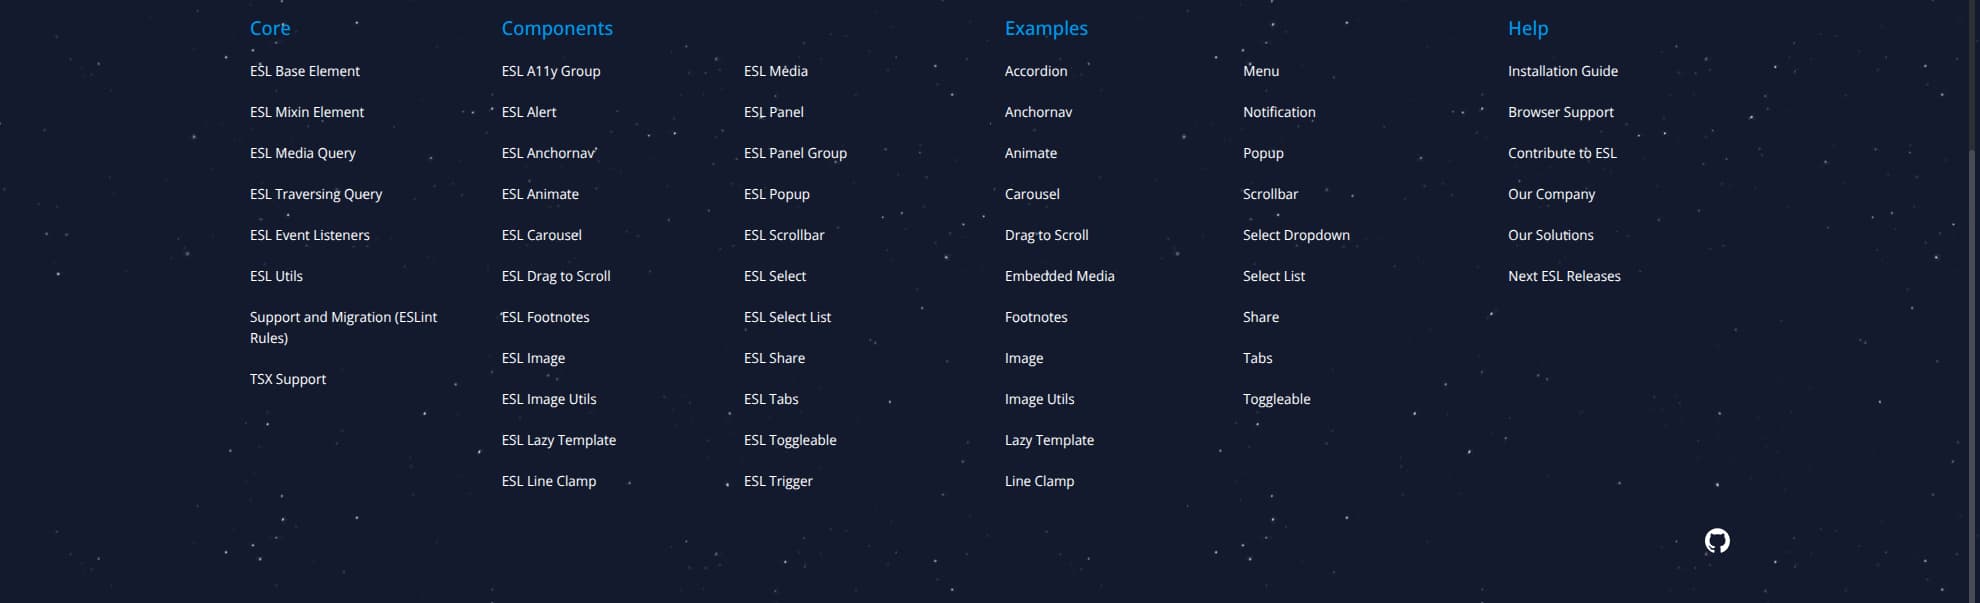 Core
ESL Base Element
ESL Mixin Element
ESL Media Query
ESL Traversing Query
ESL Event Listeners
ESL Utils
Support and Migration (ESLint
Rules)
TSX Support
Components
ESL A11y Group
ESL Alert
ESL Anchornav
ESL Animate
ESL Carousel
ESL Drag to Scroll
ESL Footnotes
ESL Image
ESL Image Utils
ESL Lazy Template
ESL Line Clamp
ESL Media
ESL Panel
ESL Panel Group
ESL Popup
ESL Scrollbar
ESL Select
ESL Select List
ESL Share
ESL Tabs
ESL Toggleable
ESL Trigger
Examples
Accordion
Anchornav
Animate
Carousel
Drag to Scroll
Embedded Media
Footnotes
Image
Image Utils
Lazy Template
Line Clamp
Menu
Notification
Popup
Scrollbar
Select Dropdown
Select List
Share
Tabs
Toggleable
Help
Installation Guide
Browser Support
Contribute to ESL
Our Company
Our Solutions
Next ESL Releases